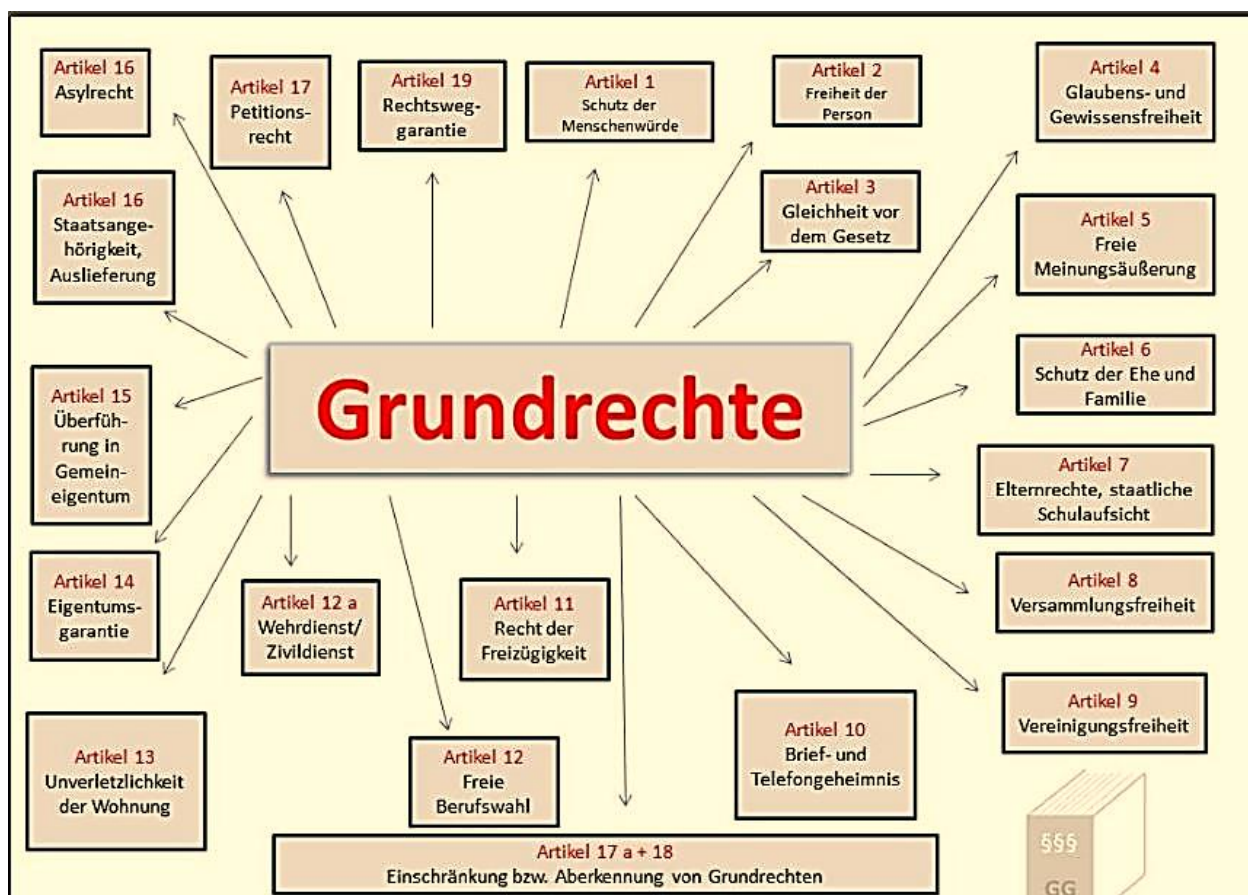 Artikel 16
Asylrecht
Artikel 17
Petitions-
recht
Artikel 19
Rechtsweg-
garantie
Artikel 1
Schutz der
Menschenwürde
Artikel 2
Freiheit der
Person
Artikel 4
Glaubens- und
Gewissensfreiheit
Artikel 16
Staatsange-
hörigkeit,
Auslieferung
Artikel 3
Gleichheit vor
dem Gesetz
Artikel 5
Freie
Meinungsäußerung
Grundrechte
Artikel 6
Schutz der Ehe und
Familie
Artikel 15
Überfüh-
rung in
Gemein-
eigentum
Artikel 7
Elternrechte, staatliche
Schulaufsicht
Artikel 14
Eigentums-
garantie
Artikel 12 a
Wehrdienst/
Zivildienst
Artikel 11
Recht der
Freizügigkeit
Artikel 8
Versammlungsfreiheit
Artikel 13
Unverletzlichkeit
der Wohnung
Artikel 12
Freie
Berufswahl
Artikel 10
Brief- und
Telefongeheimnis
Artikel 9
Vereinigungsfreiheit
Artikel 17 a + 18
Einschränkung bzw. Aberkennung von Grundrechten
§§§
GG